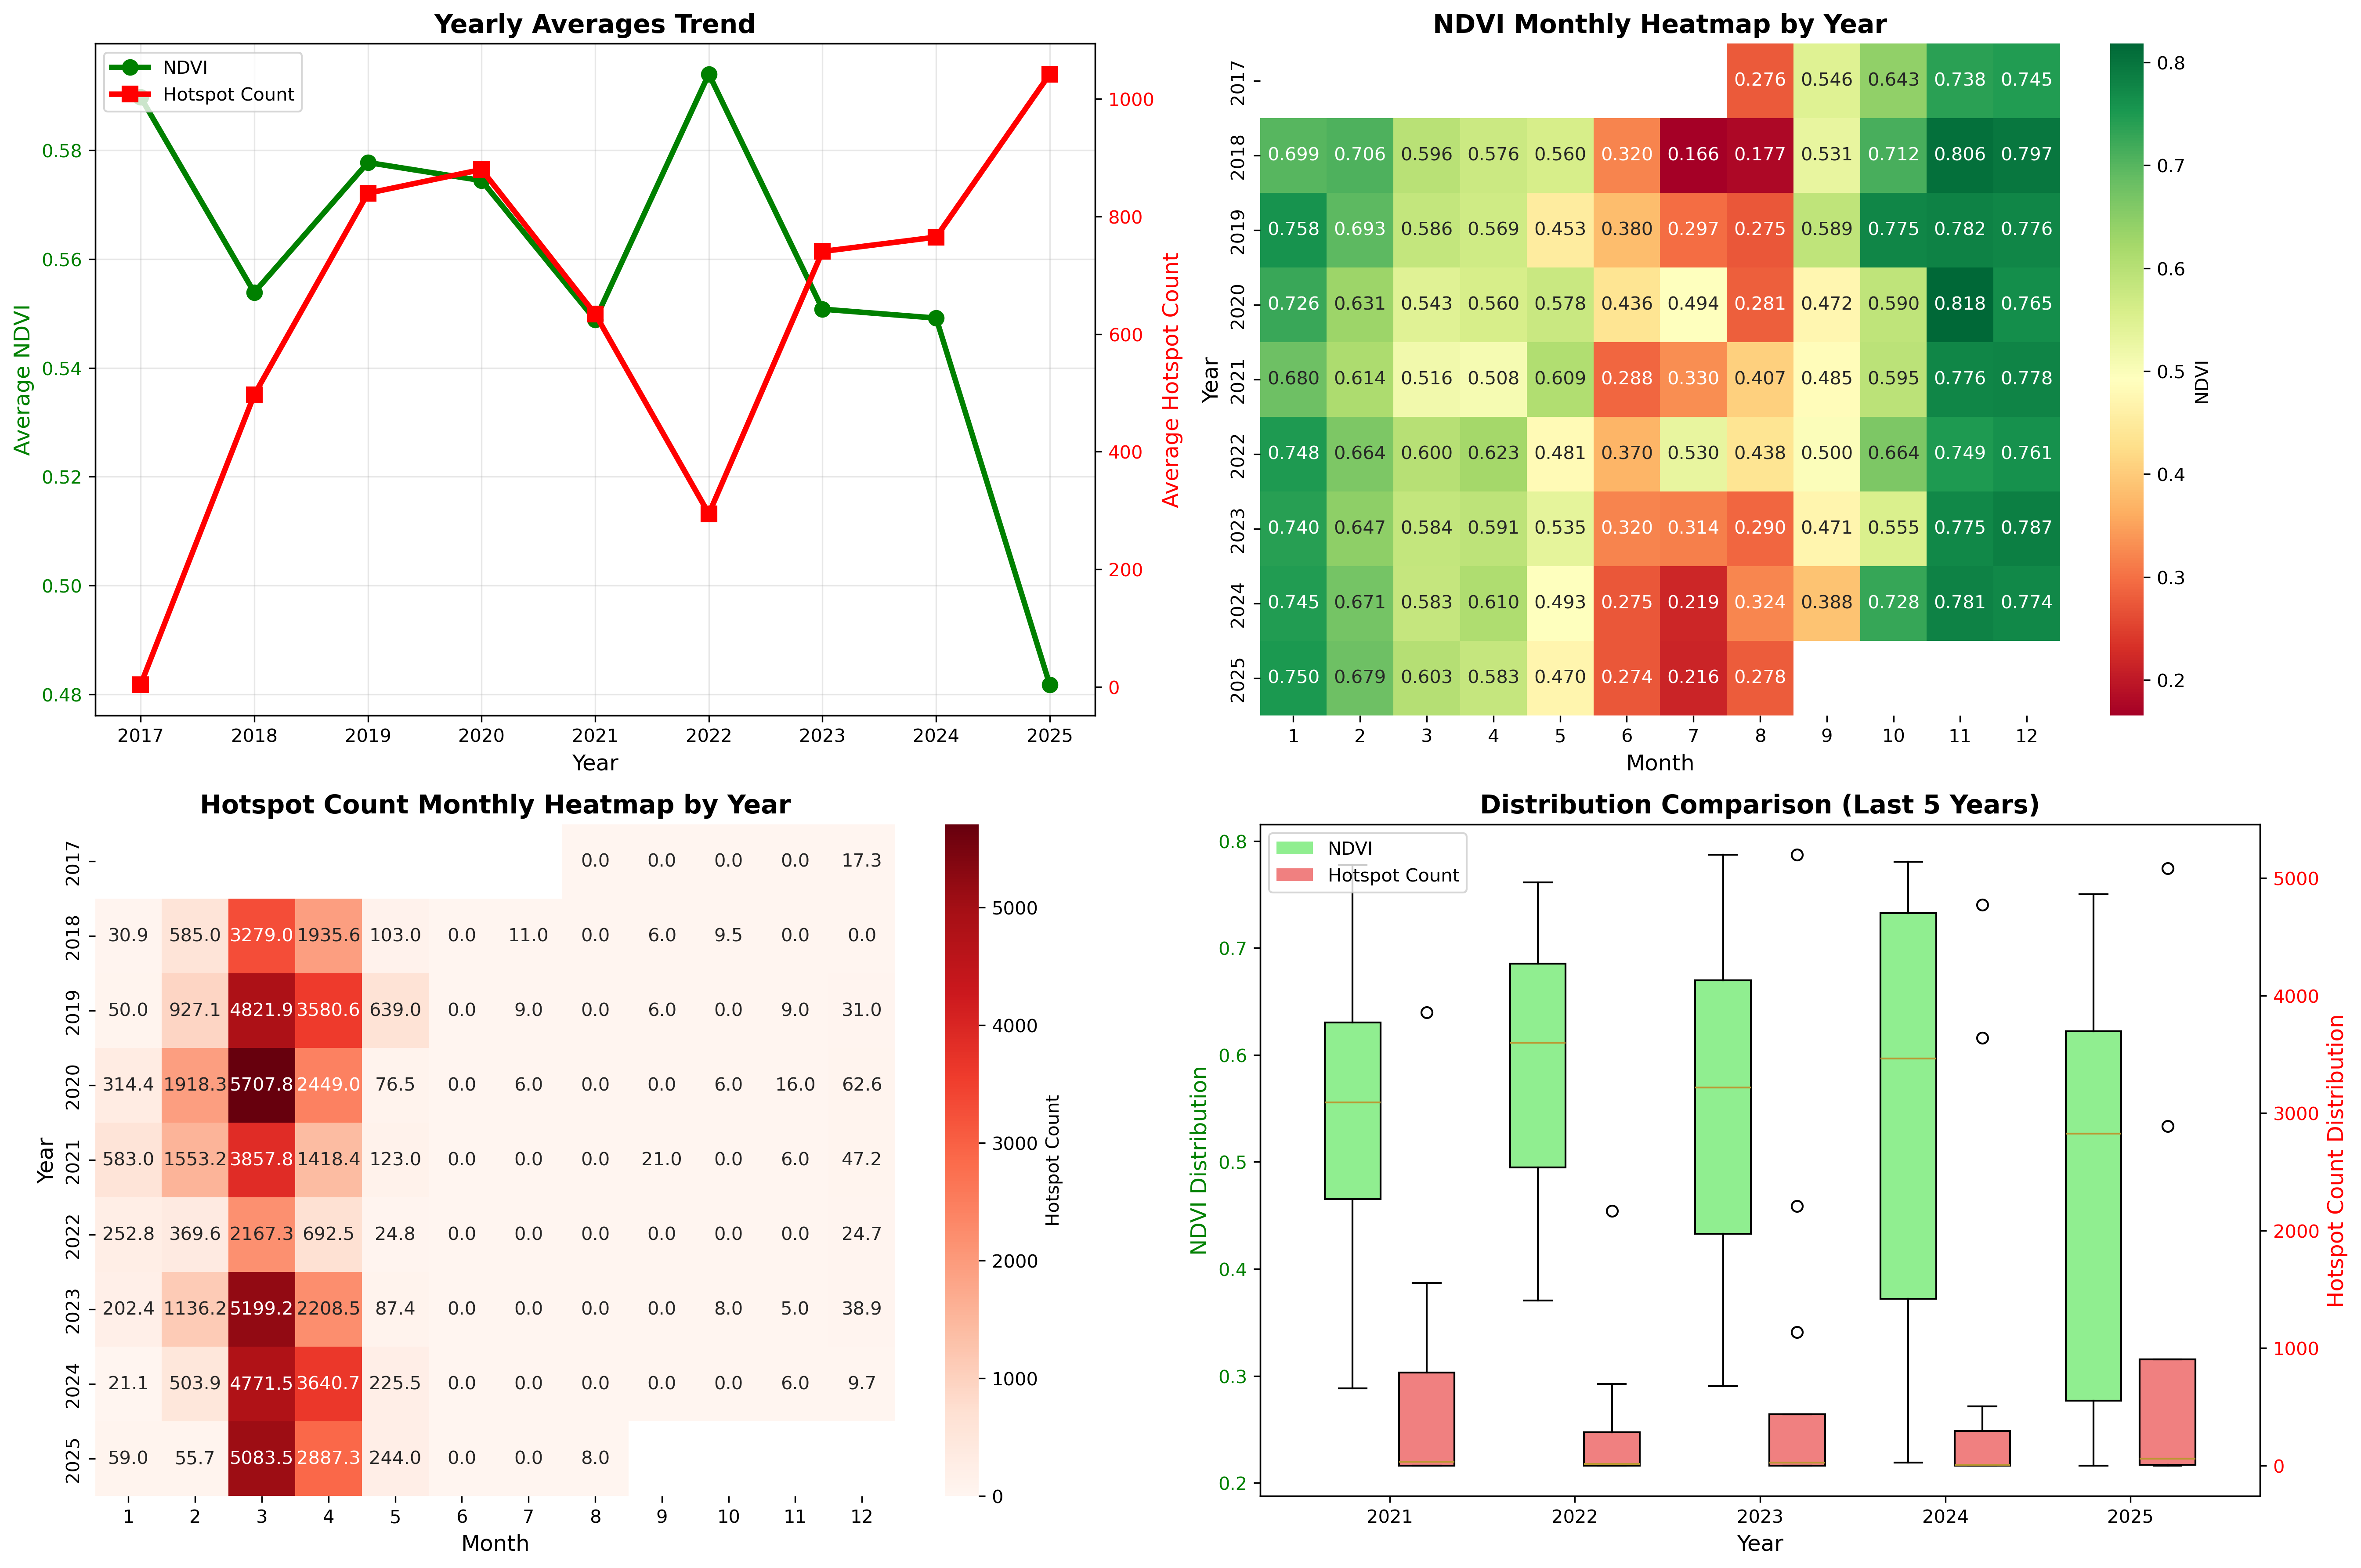 Yearly Averages Trend
NDVI
Hotspot Count
0.58
0.56
0.54
0.52
0.50
0.48
Average NDVI
1000
800
600
400
200
0
Average Hotspot Count
2017 2018 2019 2020 2021 2022 2023 2024 2025
Year
NDVI Monthly Heatmap by Year
2017 0.276 0.546 0.643 0.738 0.745
2018 0.699 0.706 0.596 0.576 0.560 0.320 0.166 0.177 0.531 0.712 0.806 0.797
2019 0.758 0.693 0.586 0.569 0.453 0.380 0.297 0.275 0.589 0.775 0.782 0.776
2020 0.726 0.631 0.543 0.560 0.578 0.436 0.494 0.281 0.472 0.590 0.818 0.765
2021 0.680 0.614 0.516 0.508 0.609 0.288 0.330 0.407 0.485 0.595 0.776 0.778
2022 0.748 0.664 0.600 0.623 0.481 0.370 0.530 0.438 0.500 0.664 0.749 0.761
2023 0.740 0.647 0.584 0.591 0.535 0.320 0.314 0.290 0.471 0.555 0.775 0.787
2024 0.745 0.671 0.583 0.610 0.493 0.275 0.219 0.324 0.388 0.728 0.781 0.774
2025 0.750 0.679 0.603 0.583 0.470 0.274 0.216 0.278
Year
1 2 3 4 5 6 7 8 9 10 11 12
Month
0.8
0.7
0.6
0.5
0.4
0.3
0.2
NDVI
Hotspot Count Monthly Heatmap by Year
2017 0.0 0.0 0.0 0.0 17.3
2018 30.9 585.0 3279.0 1935.6 103.0 0.0 11.0 0.0 6.0 9.5 0.0 0.0
2019 50.0 927.1 4821.9 3580.6 639.0 0.0 9.0 0.0 6.0 0.0 9.0 31.0
2020 314.4 1918.3 5707.8 2449.0 76.5 0.0 6.0 0.0 0.0 6.0 16.0 62.6
2021 583.0 1553.2 3857.8 1418.4 123.0 0.0 0.0 0.0 21.0 0.0 6.0 47.2
2022 252.8 369.6 2167.3 692.5 24.8 0.0 0.0 0.0 0.0 0.0 0.0 24.7
2023 202.4 1136.2 5199.2 2208.5 87.4 0.0 0.0 0.0 0.0 8.0 5.0 38.9
2024 21.1 503.9 4771.5 3640.7 225.5 0.0 0.0 0.0 0.0 0.0 6.0 9.7
2025 59.0 55.7 5083.5 2887.3 244.0 0.0 0.0 8.0
Year
1 2 3 4 5 6 7 8 9 10 11 12
Month
5000
4000
3000
2000
1000
0
Hotspot Count
Distribution Comparison (Last 5 Years)
NDVI
Hotspot Count
0.8
0.7
0.6
0.5
0.4
0.3
0.2
NDVI Distribution
5000
4000
3000
2000
1000
0
Hotspot Count Distribution
2021 2022 2023 2024 2025
Year